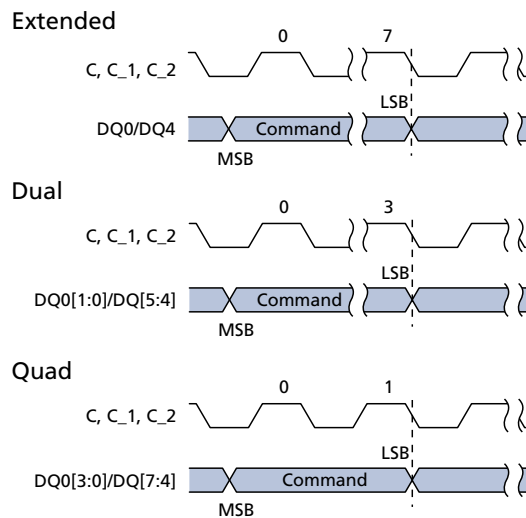 Extended
0 7
C, C_1, C_2
LSB
DQ0/DQ4 Command
MSB
Dual
0 3
C, C_1, C_2
LSB
DQ0[1:0]/DQ[5:4] Command
MSB
Quad
0 1
C, C_1, C_2
LSB
DQ0[3:0]/DQ[7:4] Command
MSB